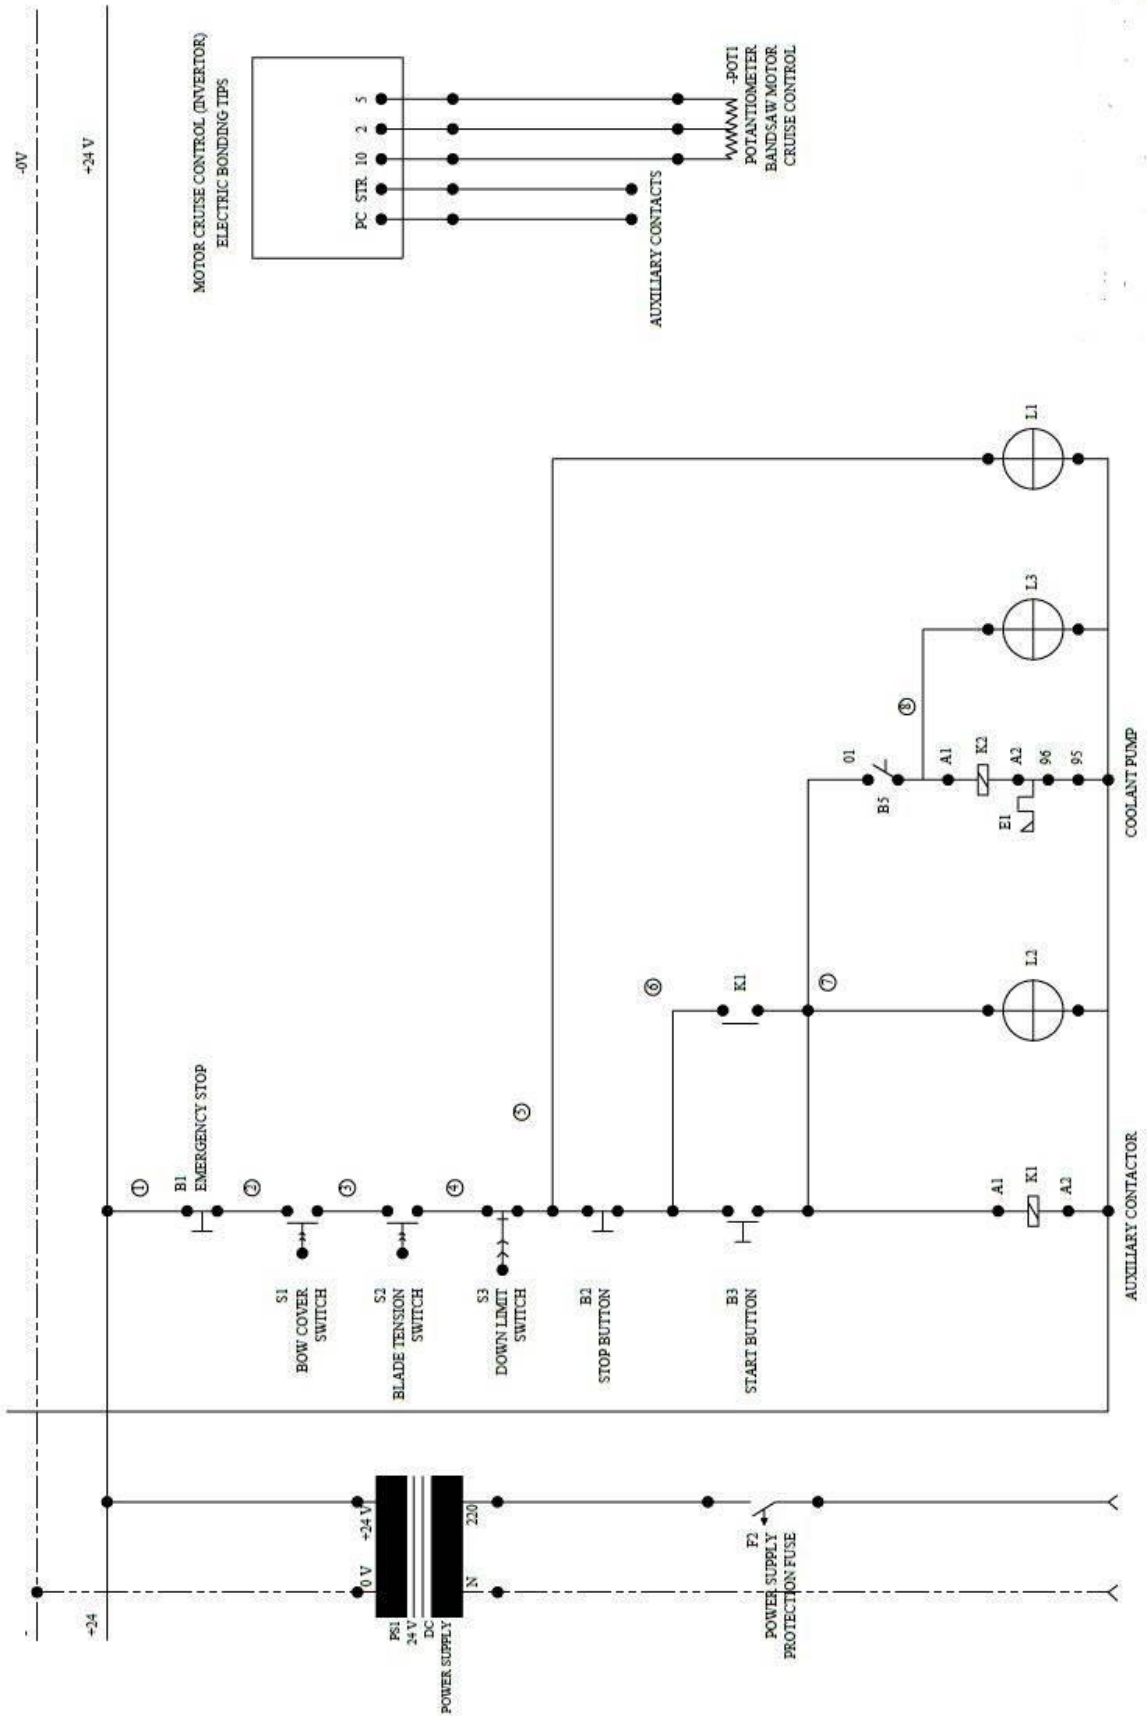 -0V
+24 V
+24
MOTOR CRUISE CONTROL (INVERTOR)
ELECTRIC BONDING TIPS
PC STR 10 2 5
AUXILIARY CONTACTS
-POT1
POTANTIOMETER
BANDSAW MOTOR
CRUISE CONTROL
1
B1
EMERGENCY STOP
2
S1
BOW COVER
SWITCH
3
S2
BLADE TENSION
SWITCH
4
S3
DOWN LIMIT
SWITCH
5
B2
STOP BUTTON
6
B3
START BUTTON
K1
7
01
B5
8
A1
K1
A2
L2
A1
K2
A2
E1
96
95
L3
L1
AUXILIARY CONTACTOR
COOLANT PUMP
0 V +24 V
PS1
24 V
DC
POWER SUPPLY
N 220
F2
POWER SUPPLY
PROTECTION FUSE